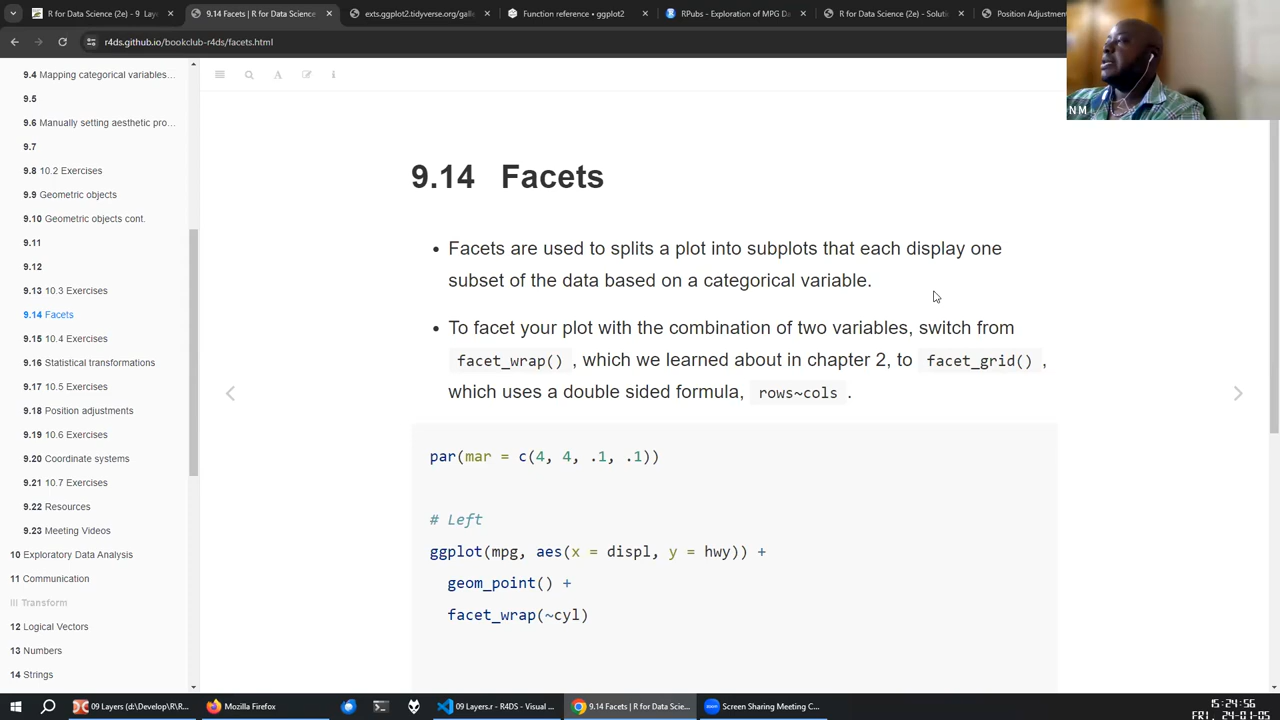 R for Data Science (2e) - 9 Laye
9.14 Facets | R for Data Science
exts.ggplot2.tidyverse.org/galle
Function reference • ggplot2
RPubs - Exploration of MPG Da
R for Data Science (2e) - Soluti
Position Adjustment
r4ds.github.io/bookclub-r4ds/facets.html
NM
9.4 Mapping categorical variables…
9.5
9.6 Manually setting aesthetic pro…
9.7
9.8 10.2 Exercises
9.9 Geometric objects
9.10 Geometric objects cont.
9.11
9.12
9.13 10.3 Exercises
9.14 Facets
9.15 10.4 Exercises
9.16 Statistical transformations
9.17 10.5 Exercises
9.18 Position adjustments
9.19 10.6 Exercises
9.20 Coordinate systems
9.21 10.7 Exercises
9.22 Resources
9.23 Meeting Videos
10 Exploratory Data Analysis
11 Communication
III Transform
12 Logical Vectors
13 Numbers
14 Strings
9.14 Facets
• Facets are used to splits a plot into subplots that each display one
subset of the data based on a categorical variable.
• To facet your plot with the combination of two variables, switch from
facet_wrap() , which we learned about in chapter 2, to facet_grid() ,
which uses a double sided formula, rows~cols .
par(mar = c(4, 4, .1, .1))
# Left
ggplot(mpg, aes(x = displ, y = hwy)) +
geom_point() +
facet_wrap(~cyl)
09 Layers (d:\Develop\R\R...
Mozilla Firefox
09 Layers.r - R4DS - Visual ...
9.14 Facets | R for Data Scie...
Screen Sharing Meeting C...
15:24:56
FRI, 24-01-05